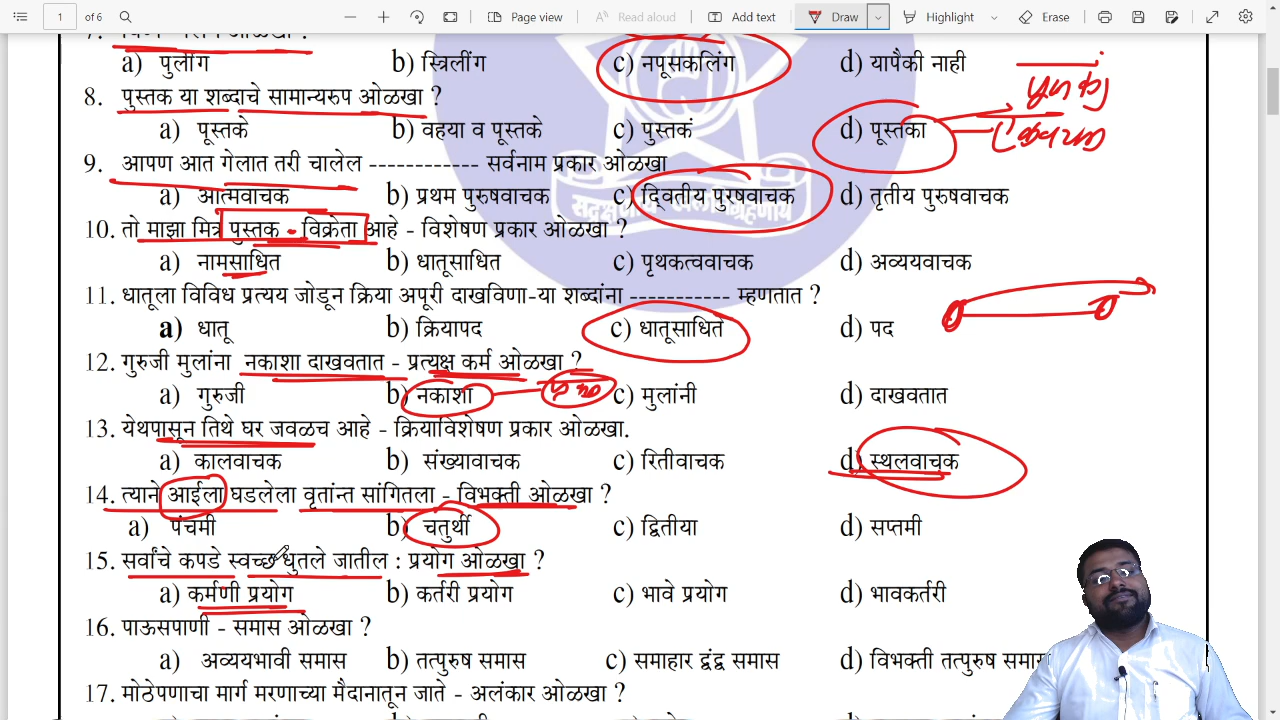 1 of 6 Page view Read aloud Add text Draw Highlight Erase
a) पुलींग b) स्त्रिलींग c) नपूसकलिंग d) यापैकी नाही
8. पुस्तक या शब्दाचे सामान्यरुप ओळखा ?
a) पूस्तके b) वहया व पूस्तके c) पुस्तकं d) पूस्तका
9. आपण आत गेलात तरी चालेल ------------ सर्वनाम प्रकार ओळखा
a) आत्मवाचक b) प्रथम पुरुषवाचक c) द्वितीय पुरषवाचक d) तृतीय पुरुषवाचक
10. तो माझा मित्र पुस्तक - विक्रेता आहे - विशेषण प्रकार ओळखा ?
a) नामसाधित b) धातूसाधित c) पृथकत्ववाचक d) अव्ययवाचक
11. धातूला विविध प्रत्यय जोडून क्रिया अपूरी दाखविणा-या शब्दांना ----------- म्हणतात ?
a) धातू b) क्रियापद c) धातूसाधिते d) पद
12. गुरुजी मुलांना नकाशा दाखवतात - प्रत्यक्ष कर्म ओळखा ?
a) गुरुजी b) नकाशा c) मुलांनी d) दाखवतात
13. येथपासून तिथे घर जवळच आहे - क्रियाविशेषण प्रकार ओळखा.
a) कालवाचक b) संख्यावाचक c) रितीवाचक d) स्थलवाचक
14. त्याने आईला घडलेला वृतांन्त सांगितला - विभक्ती ओळखा ?
a) पंचमी b) चतुर्थी c) द्वितीया d) सप्तमी
15. सर्वांचे कपडे स्वच्छ धुतले जातील : प्रयोग ओळखा ?
a) कर्मणी प्रयोग b) कर्तरी प्रयोग c) भावे प्रयोग d) भावकर्तरी
16. पाऊसपाणी - समास ओळखा ?
a) अव्ययभावी समास b) तत्पुरुष समास c) समाहार द्वंद्व समास d) विभक्ती तत्पुरुष समास
17. मोठेपणाचा मार्ग मरणाच्या मैदानातून जाते - अलंकार ओळखा ?